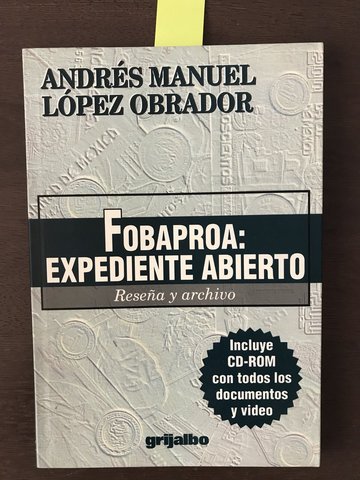 ANDRÉS MANUEL
LÓPEZ OBRADOR
FOBAPROA:
EXPEDIENTE ABIERTO
Reseña y archivo
Incluye
CD-ROM
con todos los
documentos
y video
grijalbo